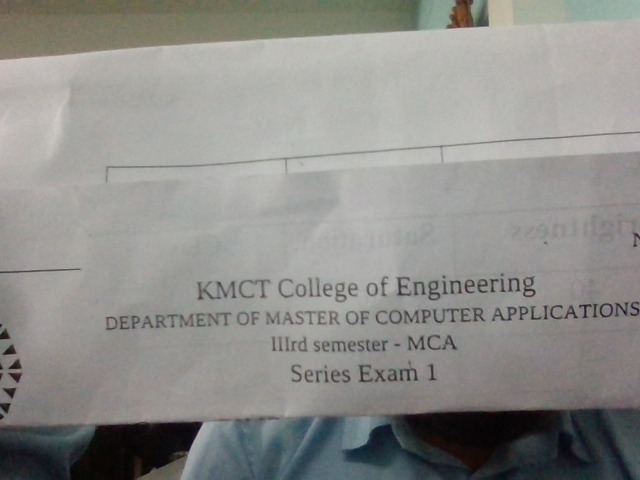 N
KMCT College of Engineering
DEPARTMENT OF MASTER OF COMPUTER APPLICATIONS
IIIrd semester - MCA
Series Exam 1